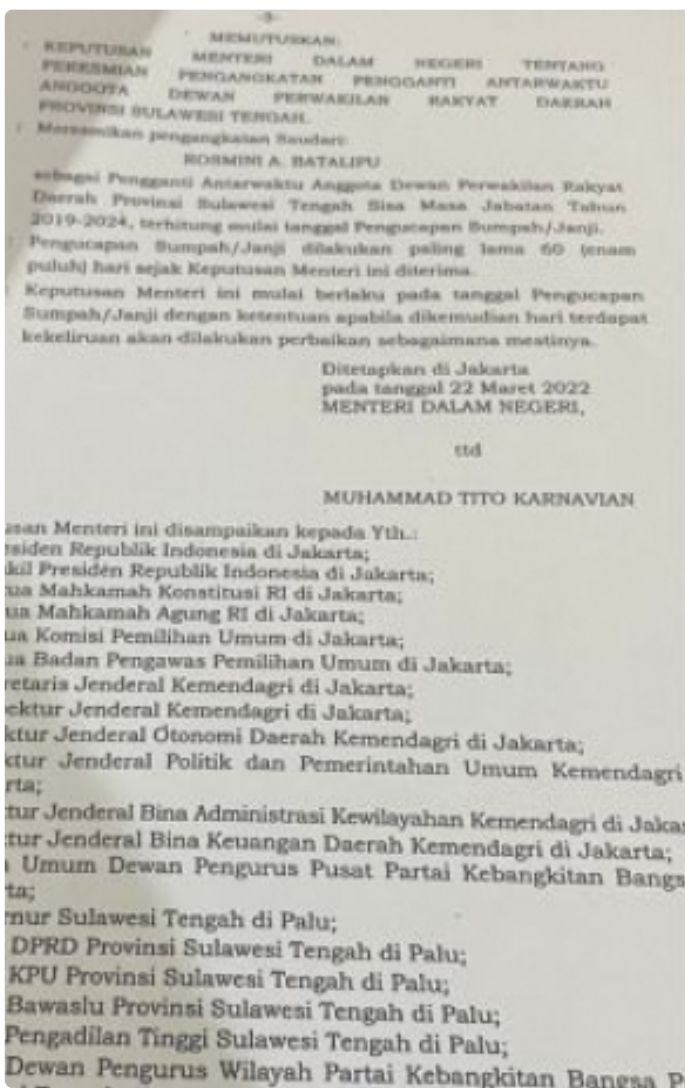 -3-
MEMUTUSKAN:
: KEPUTUSAN MENTERI DALAM NEGERI TENTANG
PERESMIAN PENGANGKATAN PENGGANTI ANTARWAKTU
ANGGOTA DEWAN PERWAKILAN RAKYAT DAERAH
PROVINSI SULAWESI TENGAH.
: Meresmikan pengangkatan Saudari:
ROSMINI A. BATALIPU
sebagai Pengganti Antarwaktu Anggota Dewan Perwakilan Rakyat
Daerah Provinsi Sulawesi Tengah Sisa Masa Jabatan Tahun
2019-2024, terhitung mulai tanggal Pengucapan Sumpah/Janji.
: Pengucapan Sumpah/Janji dilakukan paling lama 60 (enam
puluh) hari sejak Keputusan Menteri ini diterima.
: Keputusan Menteri ini mulai berlaku pada tanggal Pengucapan
Sumpah/Janji dengan ketentuan apabila dikemudian hari terdapat
kekeliruan akan dilakukan perbaikan sebagaimana mestinya.
Ditetapkan di Jakarta
pada tanggal 22 Maret 2022
MENTERI DALAM NEGERI,
ttd
MUHAMMAD TITO KARNAVIAN
usan Menteri ini disampaikan kepada Yth.:
esiden Republik Indonesia di Jakarta;
kil Presiden Republik Indonesia di Jakarta;
ua Mahkamah Konstitusi RI di Jakarta;
ua Mahkamah Agung RI di Jakarta;
ua Komisi Pemilihan Umum di Jakarta;
ua Badan Pengawas Pemilihan Umum di Jakarta;
retaris Jenderal Kemendagri di Jakarta;
ektur Jenderal Kemendagri di Jakarta;
ktur Jenderal Otonomi Daerah Kemendagri di Jakarta;
ktur Jenderal Politik dan Pemerintahan Umum Kemendagri
rta;
tur Jenderal Bina Administrasi Kewilayahan Kemendagri di Jakar
tur Jenderal Bina Keuangan Daerah Kemendagri di Jakarta;
Umum Dewan Pengurus Pusat Partai Kebangkitan Bangs
ta;
rnur Sulawesi Tengah di Palu;
DPRD Provinsi Sulawesi Tengah di Palu;
KPU Provinsi Sulawesi Tengah di Palu;
Bawaslu Provinsi Sulawesi Tengah di Palu;
Pengadilan Tinggi Sulawesi Tengah di Palu;
Dewan Pengurus Wilayah Partai Kebangkitan Bangsa P